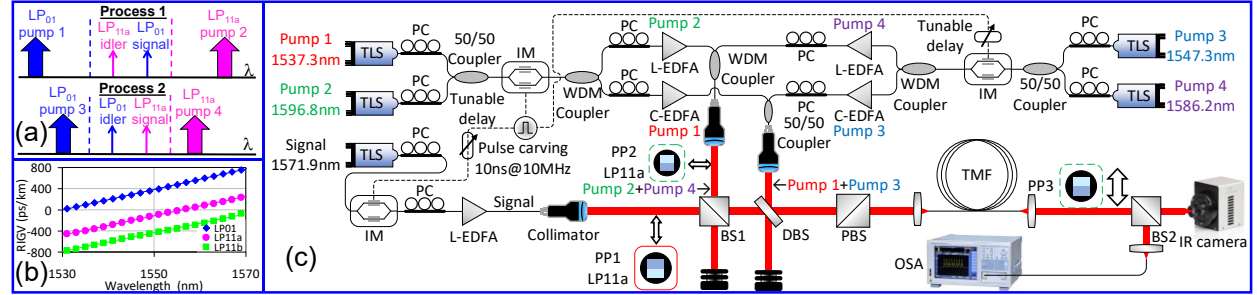 Process 1
LP01
pump 1
LP11a
idler
LP01
signal
LP11a
pump 2
λ
Process 2
LP01
pump 3
LP01
idler
LP11a
signal
LP11a
pump 4
λ
(a)
RIGV (ps/km)
800
400
0
-400
-800
LP01
LP11a
LP11b
1530
1550
1570
Wavelength (nm)
(b)
Pump 1
1537.3nm
TLS
PC
50/50
Coupler
IM
Pump 2
1596.8nm
TLS
PC
Tunable
delay
WDM
Coupler
Signal
1571.9nm
TLS
PC
Pulse carving
10ns@10MHz
IM
PC
L-EDFA
Signal
Collimator
PC
Pump 2
L-EDFA
PC
C-EDFA
Pump 1
WDM
Coupler
PC
Pump 4
L-EDFA
PC
C-EDFA
Pump 3
50/50
Coupler
WDM
Coupler
Tunable
delay
IM
50/50
Coupler
PC
TLS
Pump 3
1547.3nm
PC
TLS
Pump 4
1586.2nm
PP2
LP11a
Pump 2+Pump 4→
←Pump 1+Pump 3
PP1
LP11a
BS1
DBS
PBS
TMF
PP3
BS2
IR camera
OSA
(c)